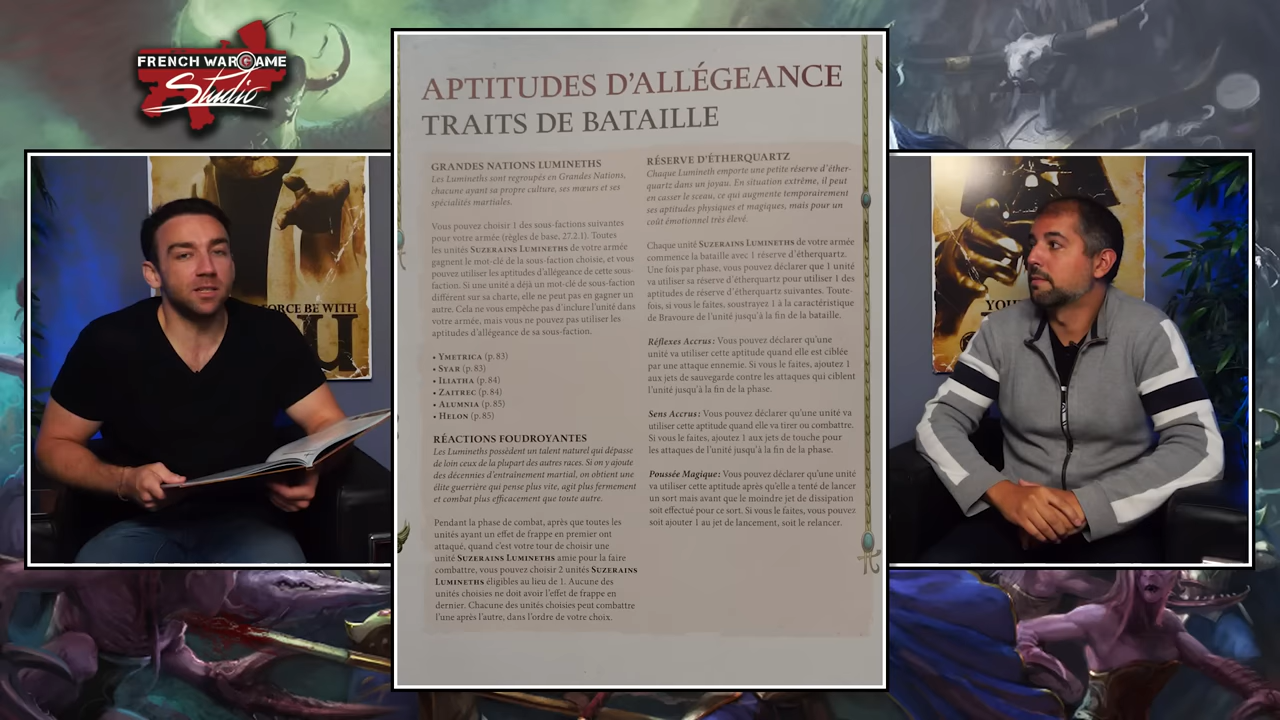 FRENCH WARGAME
Studio
APTITUDES D'ALLÉGEANCE
TRAITS DE BATAILLE
GRANDES NATIONS LUMINETHS
Les Lumineths sont regroupés en Grandes Nations,
chacune ayant sa propre culture, ses mœurs et ses
spécialités martiales.
Vous pouvez choisir 1 des sous-factions suivantes
pour votre armée (règles de base, 27.2.1). Toutes
les unités SUZERAINS LUMINETHS de votre armée
gagnent le mot-clé de la sous-faction choisie, et vous
pouvez utiliser les aptitudes d'allégeance de cette sous-
faction. Si une unité a déjà un mot-clé de sous-faction
différent sur sa charte, elle ne peut pas en gagner un
autre. Cela ne vous empêche pas d'inclure l'unité dans
votre armée, mais vous ne pouvez pas utiliser les
aptitudes d'allégeance de sa sous-faction.
• YMETRICA (p. 83)
• SYAR (p. 83)
• ILIATHA (p. 84)
• ZAITREC (p. 84)
• ALUMNIA (p. 85)
• HELON (p. 85)
RÉACTIONS FOUDROYANTES
Les Lumineths possèdent un talent naturel qui dépasse
de loin ceux de la plupart des autres races. Si on y ajoute
des décennies d'entraînement martial, on obtient une
élite guerrière qui pense plus vite, agit plus fermement
et combat plus efficacement que toute autre.
Pendant la phase de combat, après que toutes les
unités ayant un effet de frappe en premier ont
attaqué, quand c'est votre tour de choisir une
unité SUZERAINS LUMINETHS amie pour la faire
combattre, vous pouvez choisir 2 unités SUZERAINS
LUMINETHS éligibles au lieu de 1. Aucune des
unités choisies ne doit avoir l'effet de frappe en
dernier. Chacune des unités choisies peut combattre
l'une après l'autre, dans l'ordre de votre choix.
RÉSERVE D'ÉTHERQUARTZ
Chaque Lumineth emporte une petite réserve d'éther-
quartz dans un joyau. En situation extrême, il peut
en casser le sceau, ce qui augmente temporairement
ses aptitudes physiques et magiques, mais pour un
coût émotionnel très élevé.
Chaque unité SUZERAINS LUMINETHS de votre armée
commence la bataille avec 1 réserve d'étherquartz.
Une fois par phase, vous pouvez déclarer que 1 unité
va utiliser sa réserve d'étherquartz pour utiliser 1 des
aptitudes de réserve d'étherquartz suivantes. Toute-
fois, si vous le faites, soustrayez 1 à la caractéristique
de Bravoure de l'unité jusqu'à la fin de la bataille.
Réflexes Accrus : Vous pouvez déclarer qu'une
unité va utiliser cette aptitude quand elle est ciblée
par une attaque ennemie. Si vous le faites, ajoutez 1
aux jets de sauvegarde contre les attaques qui ciblent
l'unité jusqu'à la fin de la phase.
Sens Accrus : Vous pouvez déclarer qu'une unité va
utiliser cette aptitude quand elle va tirer ou combattre.
Si vous le faites, ajoutez 1 aux jets de touche pour
les attaques de l'unité jusqu'à la fin de la phase.
Poussée Magique : Vous pouvez déclarer qu'une unité
va utiliser cette aptitude après qu'elle a tenté de lancer
un sort mais avant que le moindre jet de dissipation
soit effectué pour ce sort. Si vous le faites, vous pouvez
soit ajouter 1 au jet de lancement, soit le relancer.
FORCE BE WITH
U
YOU